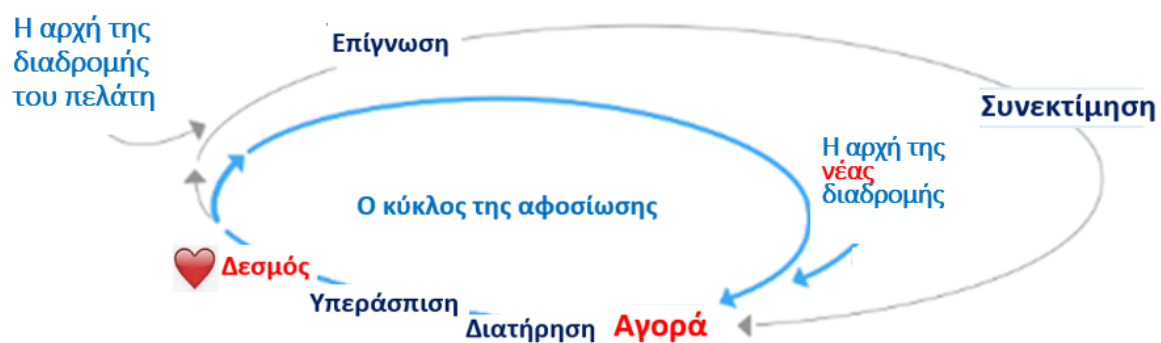 Η αρχή της
διαδρομής
του πελάτη
Επίγνωση
Συνεκτίμηση
Η αρχή της
νέας
διαδρομής
Ο κύκλος της αφοσίωσης
Δεσμός
Υπεράσπιση
Διατήρηση
Αγορά